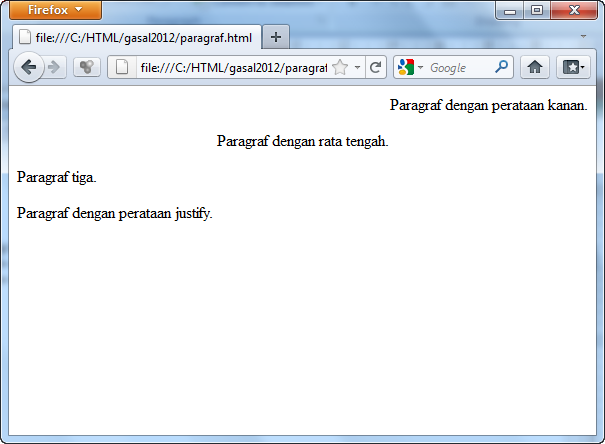 Firefox
file:///C:/HTML/gasal2012/paragraf.html
file:///C:/HTML/gasal2012/paragraf
Google
Paragraf dengan perataan kanan.
Paragraf dengan rata tengah.
Paragraf tiga.
Paragraf dengan perataan justify.